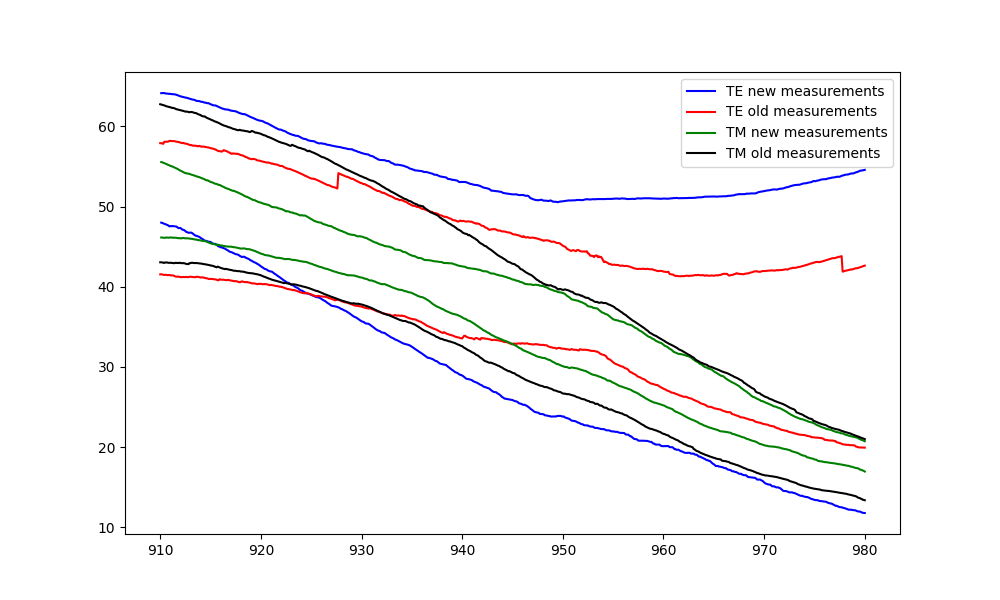 TE new measurements
TE old measurements
TM new measurements
TM old measurements
60
50
40
30
20
10
910 920 930 940 950 960 970 980